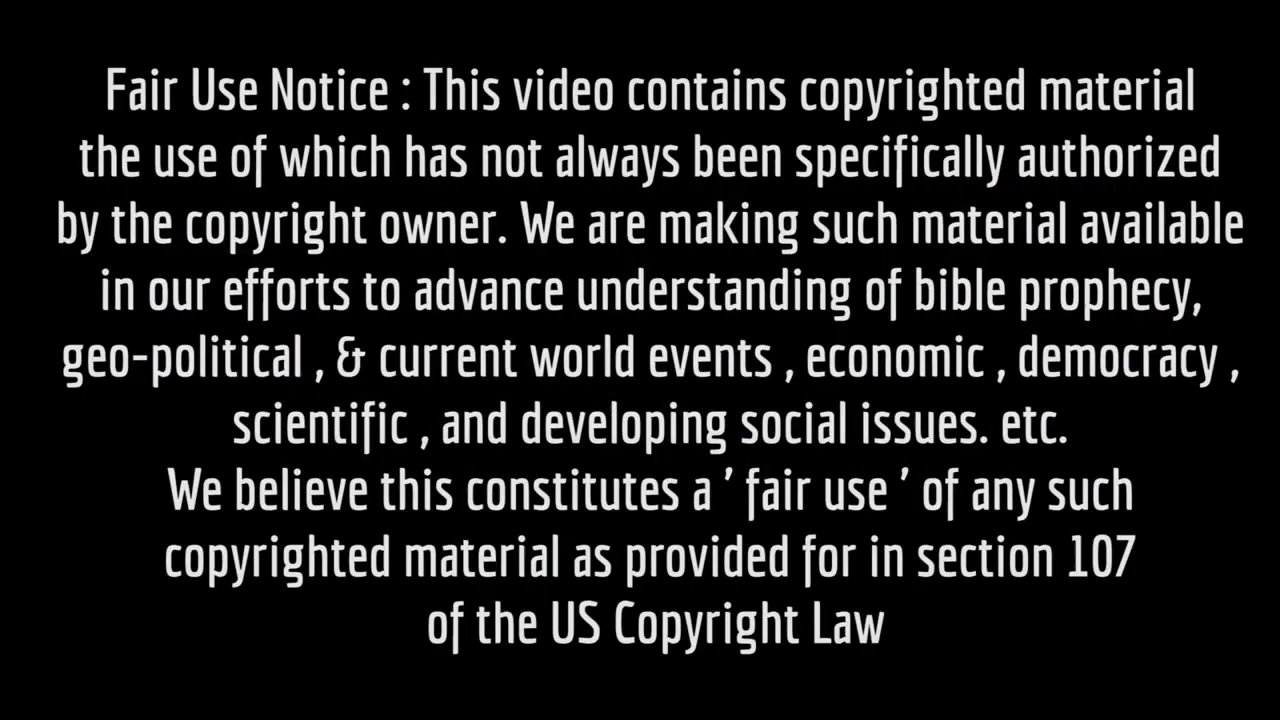 Fair Use Notice : This video contains copyrighted material
the use of which has not always been specifically authorized
by the copyright owner. We are making such material available
in our efforts to advance understanding of bible prophecy,
geo-political , & current world events , economic , democracy ,
scientific , and developing social issues. etc.
We believe this constitutes a ' fair use ' of any such
copyrighted material as provided for in section 107
of the US Copyright Law